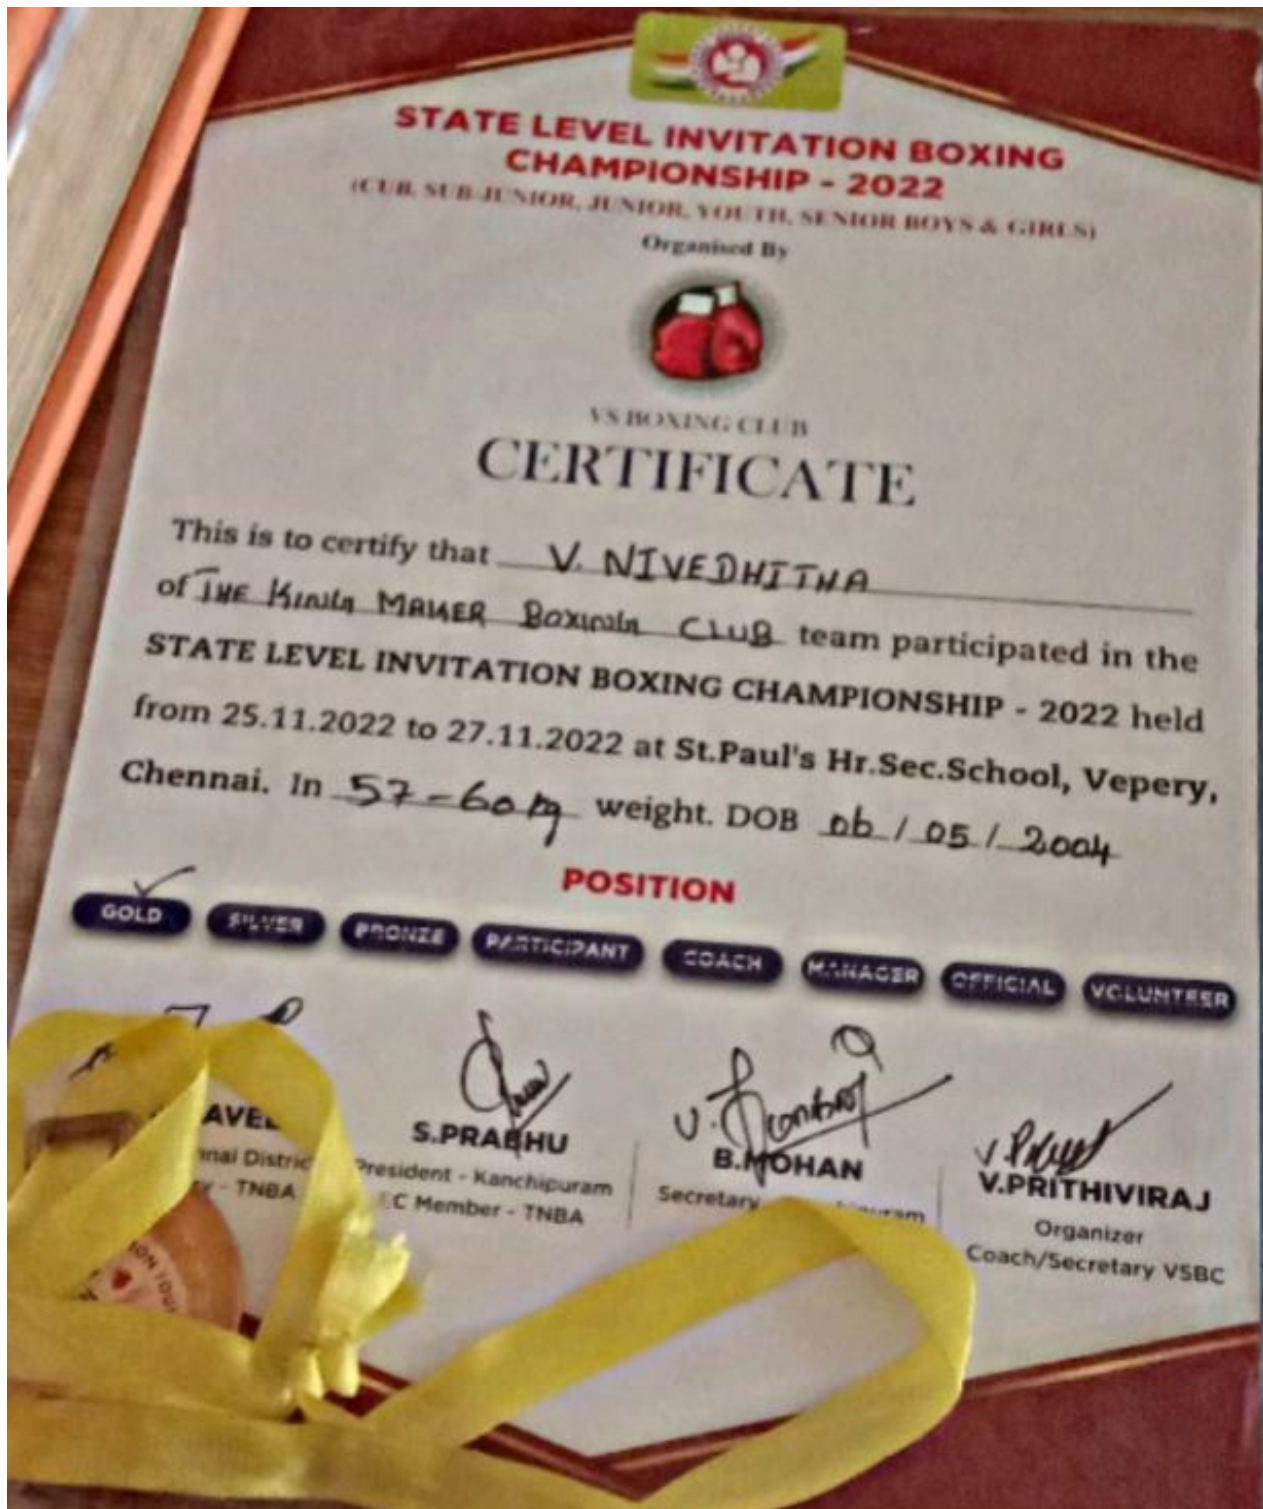 STATE LEVEL INVITATION BOXING
CHAMPIONSHIP - 2022
(CUB, SUB-JUNIOR, JUNIOR, YOUTH, SENIOR BOYS & GIRLS)
Organised By
VS BOXING CLUB
CERTIFICATE
This is to certify that V. NIVEDHITHA
of THE KING MAKER BOXING CLUB team participated in the
STATE LEVEL INVITATION BOXING CHAMPIONSHIP - 2022 held
from 25.11.2022 to 27.11.2022 at St.Paul's Hr.Sec.School, Vepery,
Chennai. In 57-60 kg weight. DOB 06/05/2004
POSITION
GOLD SILVER BRONZE PARTICIPANT COACH MANAGER OFFICIAL VOLUNTEER
S.PRABHU B.MOHAN V.PRITHIVIRAJ
President - Kanchipuram Secretary Organizer
EC Member - TNBA Coach/Secretary VSBC
- TNBA